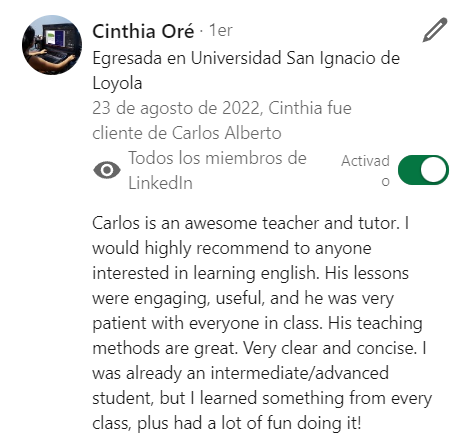 Cinthia Oré · 1er
Egresada en Universidad San Ignacio de
Loyola
23 de agosto de 2022, Cinthia fue
cliente de Carlos Alberto
Todos los miembros de
LinkedIn
Activad
o
Carlos is an awesome teacher and tutor. I
would highly recommend to anyone
interested in learning english. His lessons
were engaging, useful, and he was very
patient with everyone in class. His teaching
methods are great. Very clear and concise. I
was already an intermediate/advanced
student, but I learned something from every
class, plus had a lot of fun doing it!